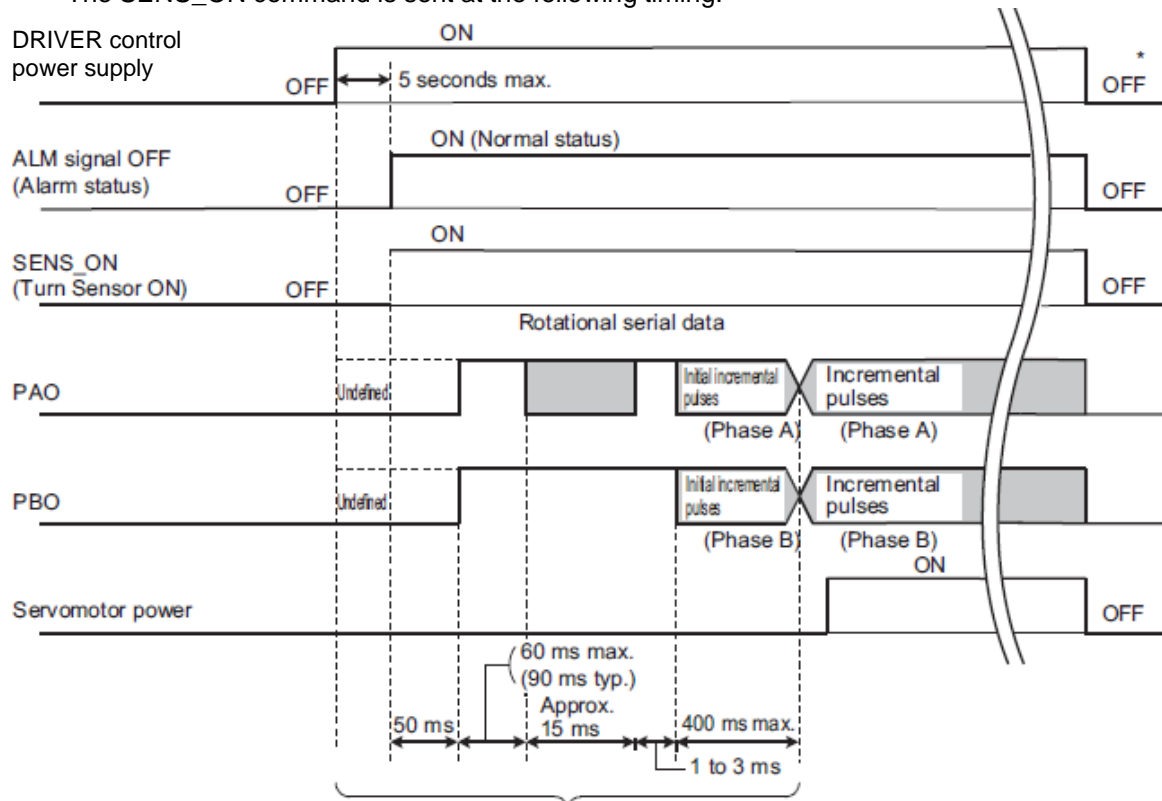 The SENS_ON command is sent at the following timing.
DRIVER control
power supply
ON
OFF
5 seconds max.
*
OFF
ALM signal OFF
(Alarm status)
ON (Normal status)
OFF
OFF
SENS_ON
(Turn Sensor ON)
ON
OFF
OFF
Rotational serial data
PAO
Undefined
Initial incremental
pulses
(Phase A)
Incremental
pulses
(Phase A)
PBO
Undefined
Initial incremental
pulses
(Phase B)
Incremental
pulses
(Phase B)
Servomotor power
ON
OFF
60 ms max.
(90 ms typ.)
50 ms
Approx.
15 ms
400 ms max.
1 to 3 ms